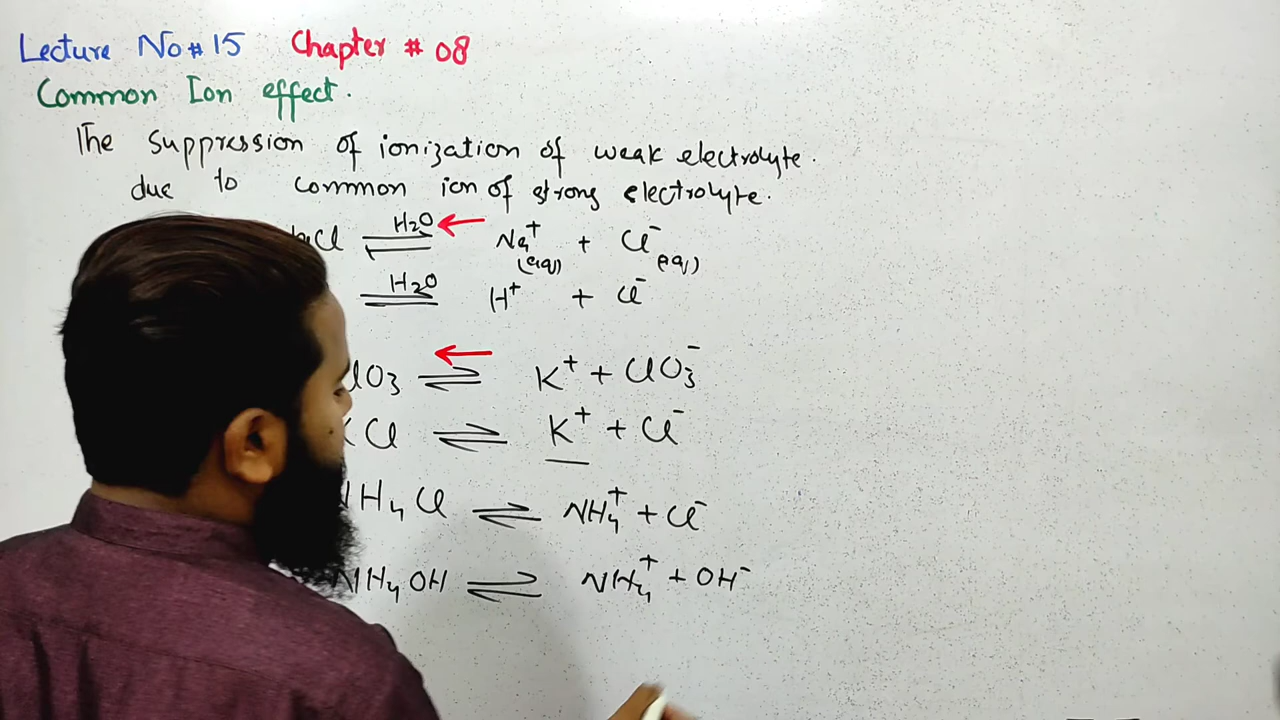 Lecture No # 15 Chapter # 08
Common Ion effect.
The suppression of ionization of weak electrolyte.
due to common ion of strong electrolyte.
H₂O ← Na⁺(aq) + Cl⁻(aq)
⇌ H₂O H⁺ + Cl⁻
lO₃ ⇌ ← K⁺ + ClO₃⁻
KCl ⇌ K⁺ + Cl⁻
NH₄Cl ⇌ NH₄⁺ + Cl⁻
NH₄OH ⇌ NH₄⁺ + OH⁻